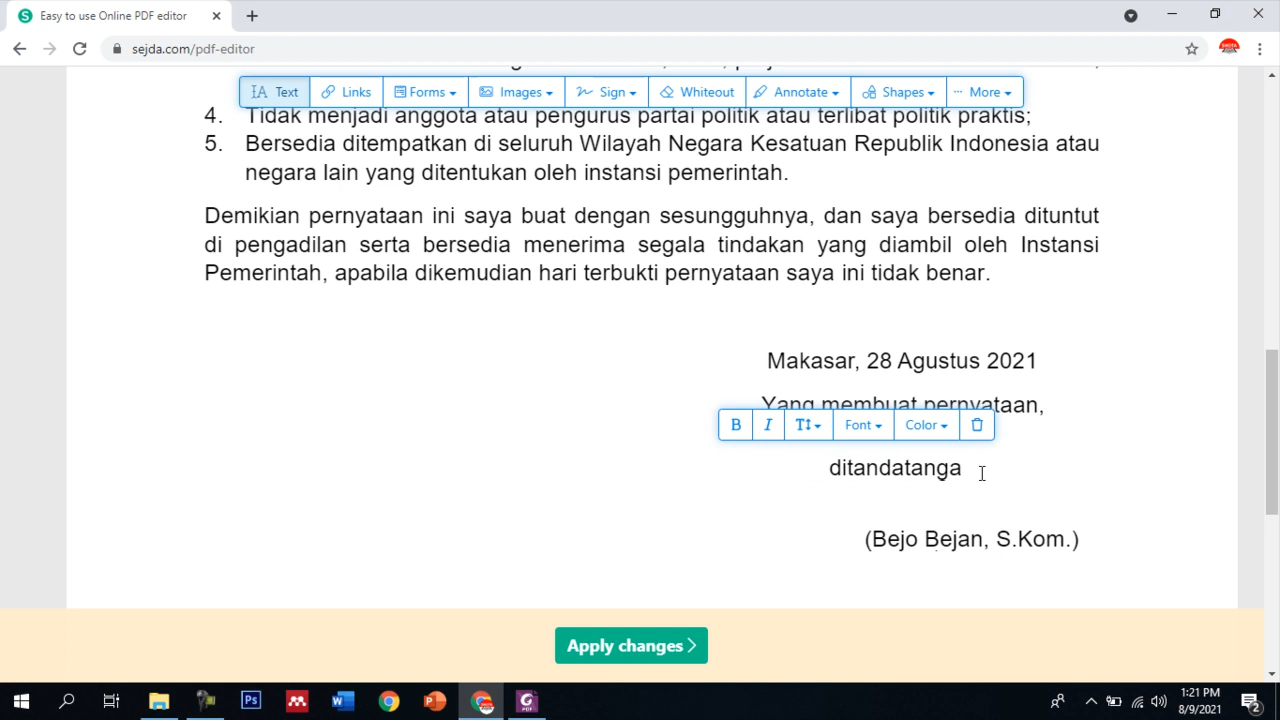 Easy to use Online PDF editor
sejda.com/pdf-editor
Text Links Forms Images Sign Whiteout Annotate Shapes More
4. Tidak menjadi anggota atau pengurus partai politik atau terlibat politik praktis;
5. Bersedia ditempatkan di seluruh Wilayah Negara Kesatuan Republik Indonesia atau
negara lain yang ditentukan oleh instansi pemerintah.
Demikian pernyataan ini saya buat dengan sesungguhnya, dan saya bersedia dituntut
di pengadilan serta bersedia menerima segala tindakan yang diambil oleh Instansi
Pemerintah, apabila dikemudian hari terbukti pernyataan saya ini tidak benar.
Makasar, 28 Agustus 2021
Yang membuat pernyataan,
B I T Font Color
ditandatanga
(Bejo Bejan, S.Kom.)
Apply changes
1:21 PM
8/9/2021
2